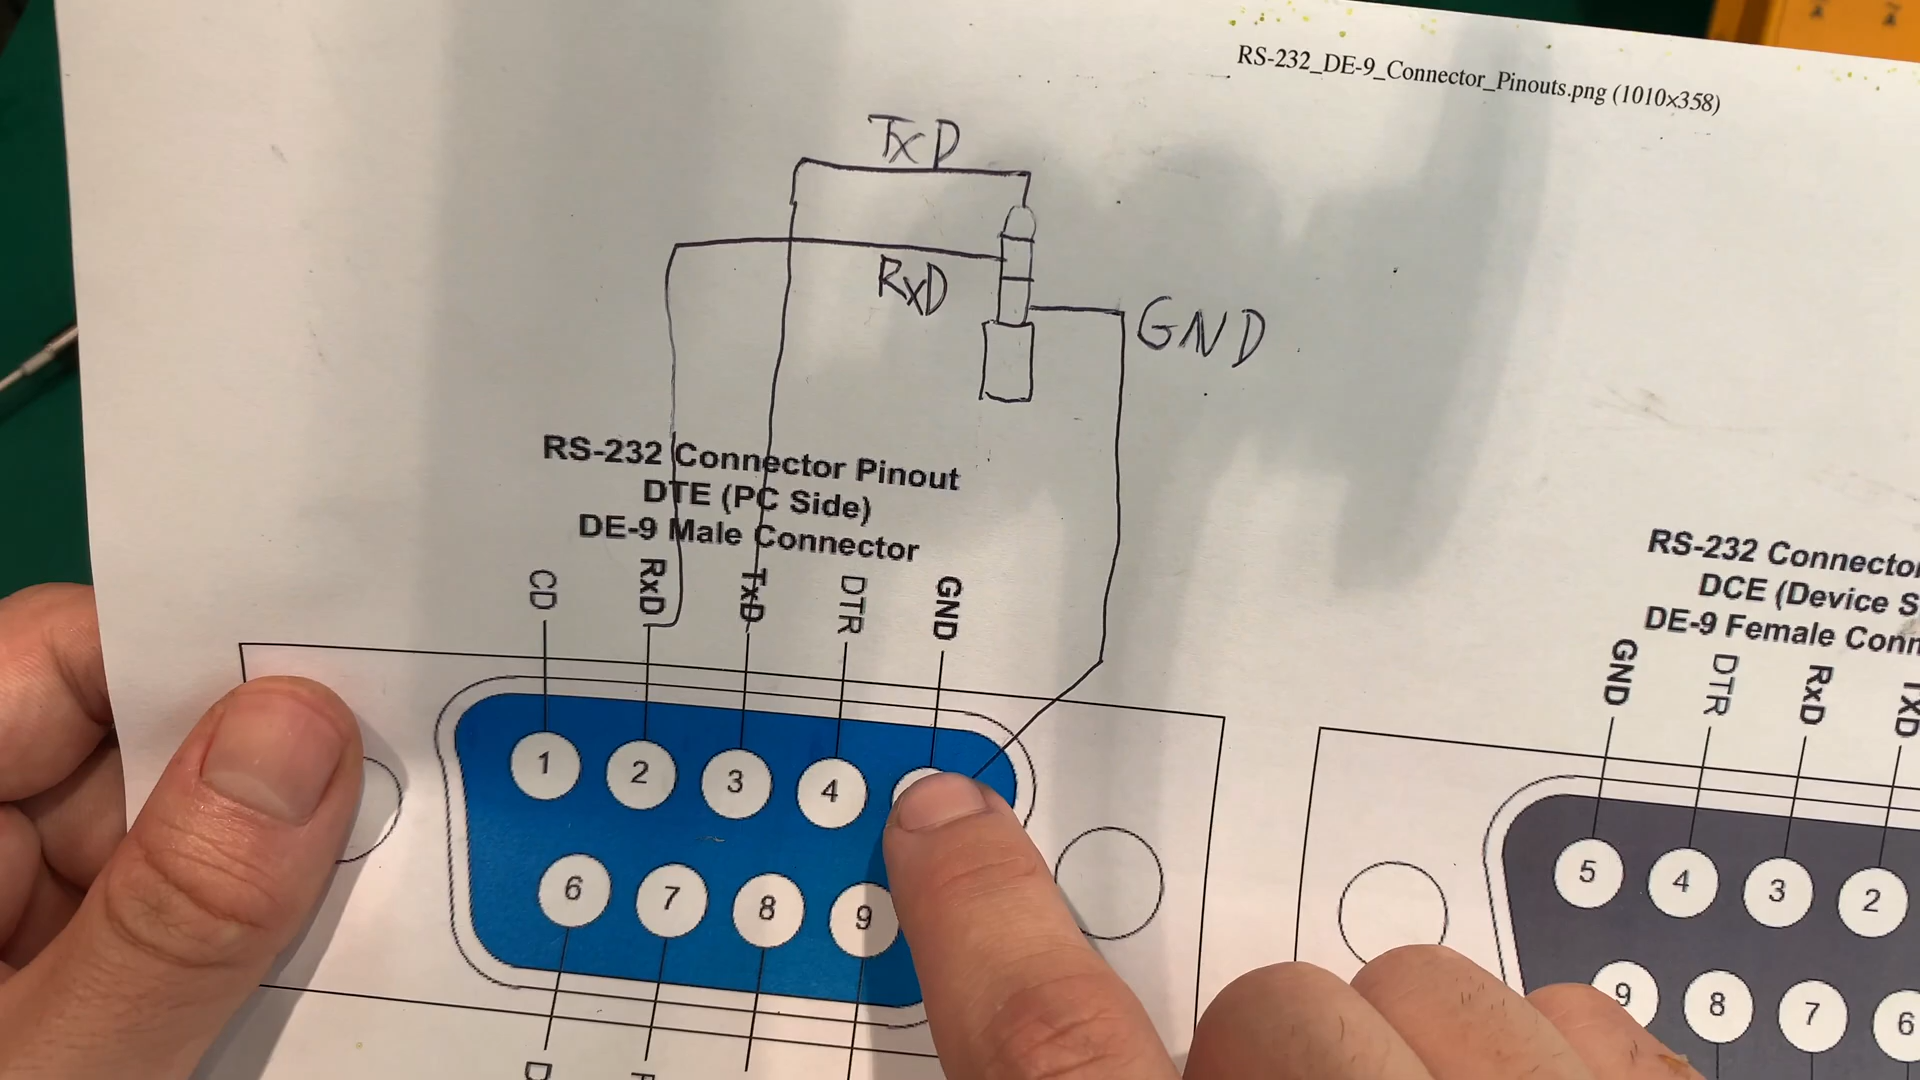 RS-232_DE-9_Connector_Pinouts.png (1010x358)
TxD
RxD
GND
RS-232 Connector Pinout
DTE (PC Side)
DE-9 Male Connector
CD
RxD
TxD
DTR
GND
1
2
3
4
6
7
8
9
RS-232
DCE (Device
DE-9 Female
GND
DTR
RxD
TXD
5
4
3
2
9
8
7
6